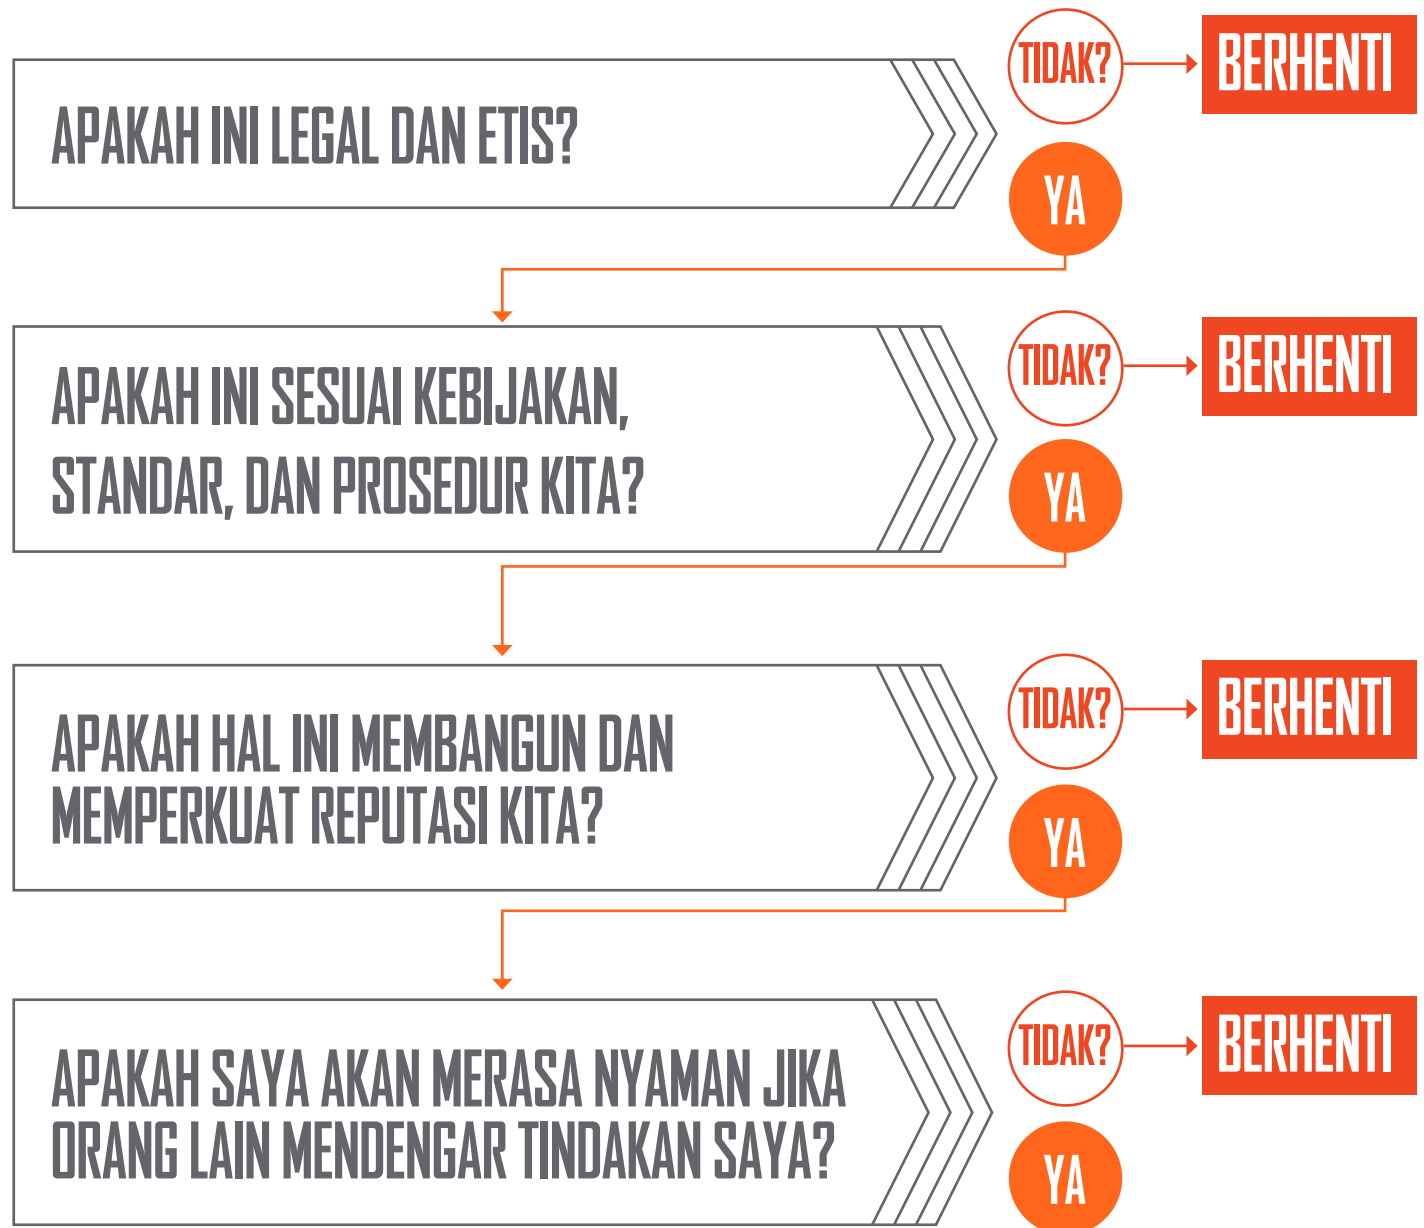 APAKAH INI LEGAL DAN ETIS?
TIDAK?
BERHENTI
YA
APAKAH INI SESUAI KEBIJAKAN,
STANDAR, DAN PROSEDUR KITA?
TIDAK?
BERHENTI
YA
APAKAH HAL INI MEMBANGUN DAN
MEMPERKUAT REPUTASI KITA?
TIDAK?
BERHENTI
YA
APAKAH SAYA AKAN MERASA NYAMAN JIKA
ORANG LAIN MENDENGAR TINDAKAN SAYA?
TIDAK?
BERHENTI
YA